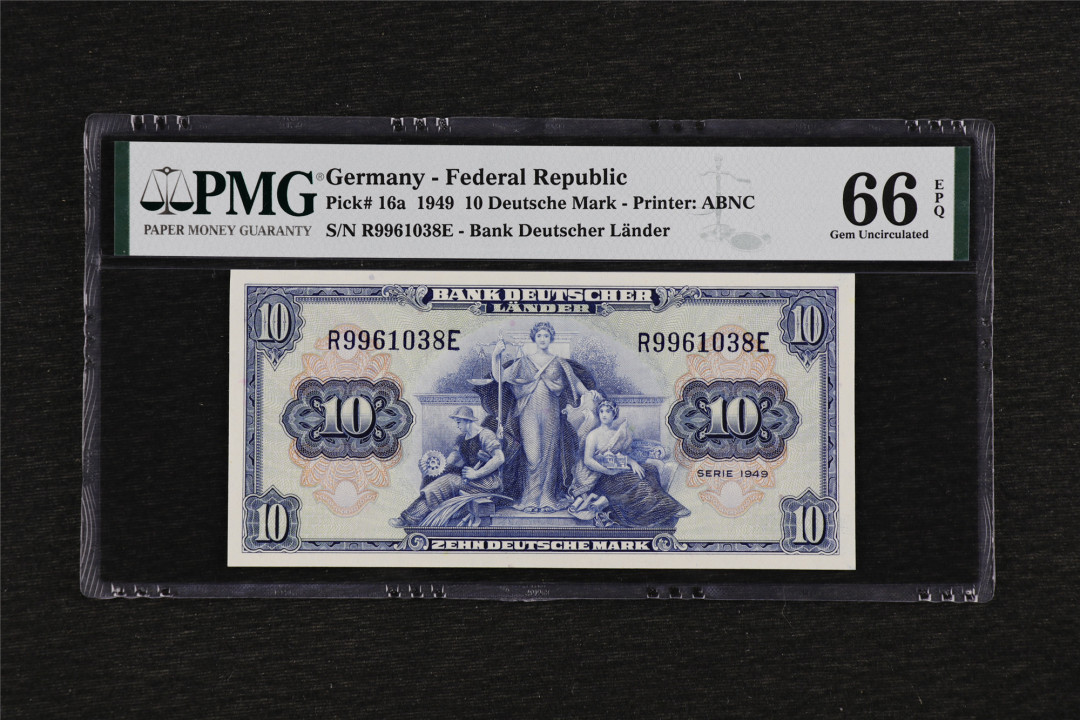 PMG®
PAPER MONEY GUARANTY
Germany - Federal Republic
Pick# 16a 1949 10 Deutsche Mark - Printer: ABNC
S/N R9961038E - Bank Deutscher Länder
66
EPQ
Gem Uncirculated
BANK DEUTSCHER
LÄNDER
10 10
R9961038E R9961038E
10 10
SERIE 1949
10 10
ZEHN DEUTSCHE MARK